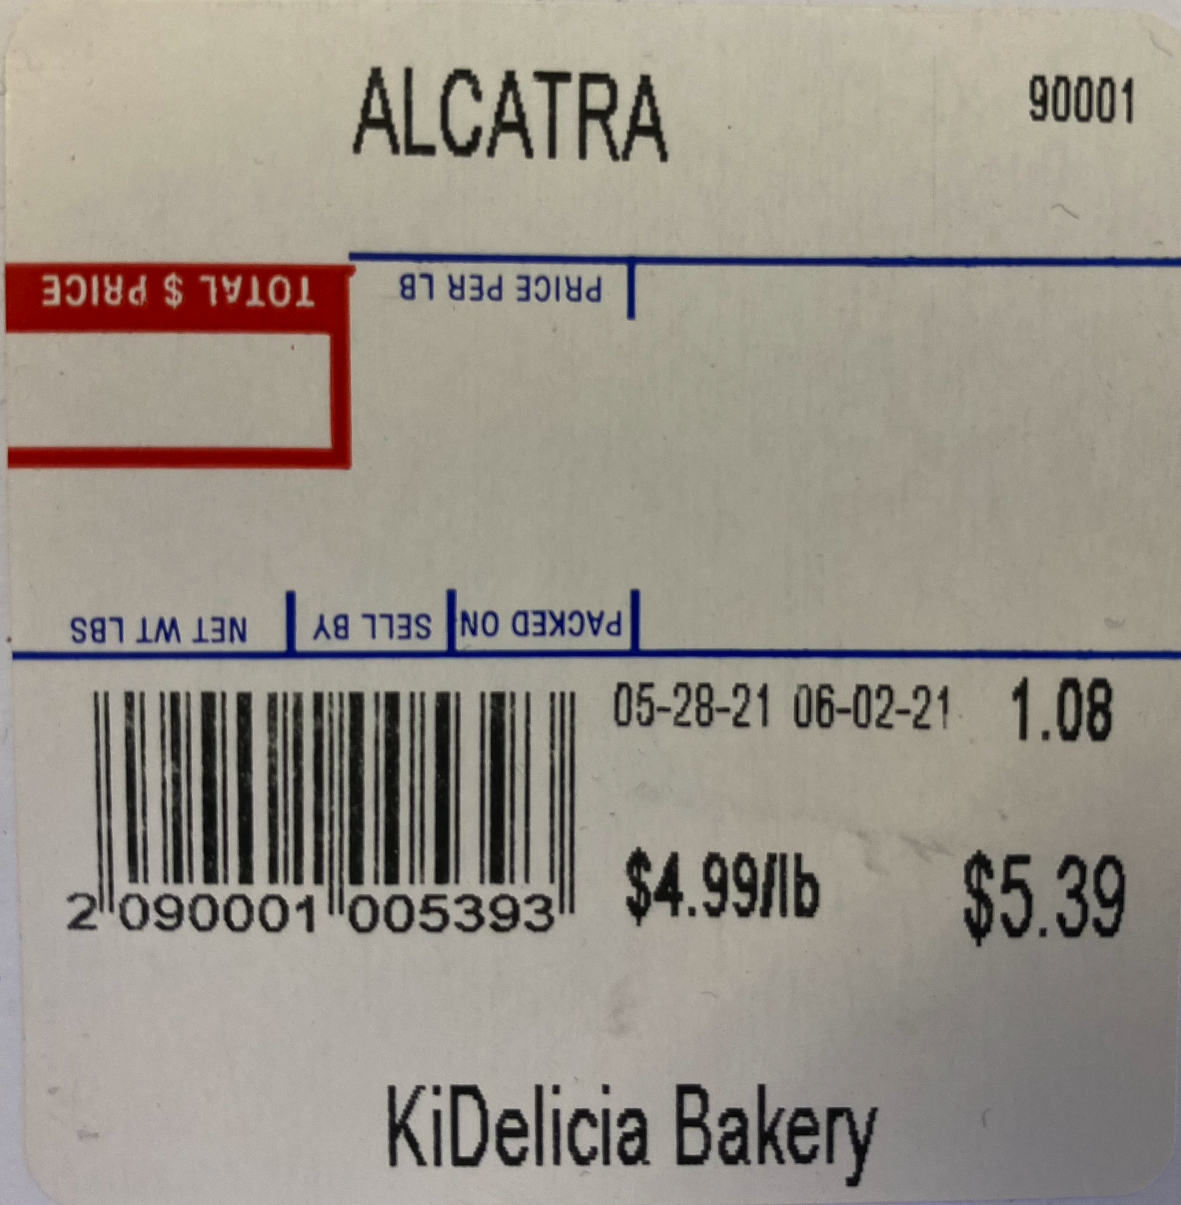 ALCATRA 90001
TOTAL $ PRICE PRICE PER LB
NET WT LBS SELL BY PACKED ON
05-28-21 06-02-21 1.08
$4.99/lb $5.39
2 090001 005393
KiDelicia Bakery